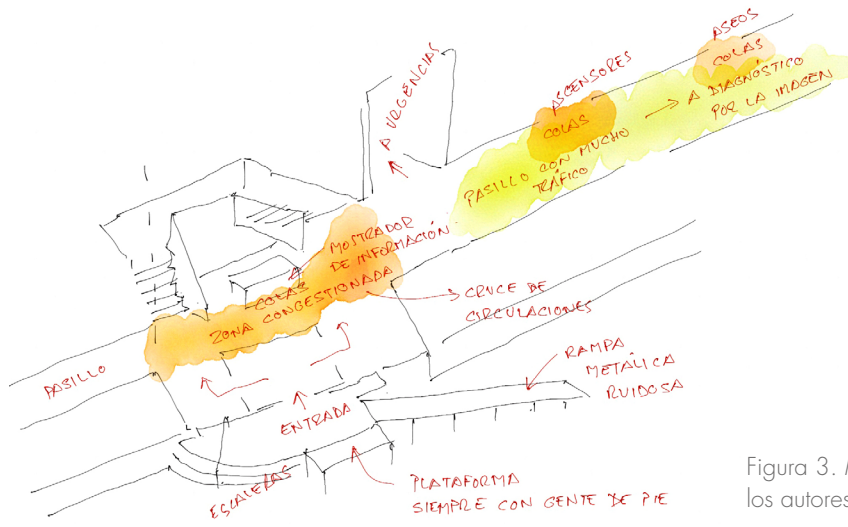 ASEOS
COLAS
ASCENSORES
COLAS
→ A DIAGNÓSTICO
POR LA IMAGEN
A URGENCIAS
PASILLO CON MUCHO
TRÁFICO
MOSTRADOR
DE INFORMACIÓN
COLAS
ZONA CONGESTIONADA
CRUCE DE
CIRCULACIONES
PASILLO
RAMPA
METÁLICA
RUIDOSA
ENTRADA
ESCALERAS
PLATAFORMA
SIEMPRE CON GENTE DE PIE
Figura 3.
los autores